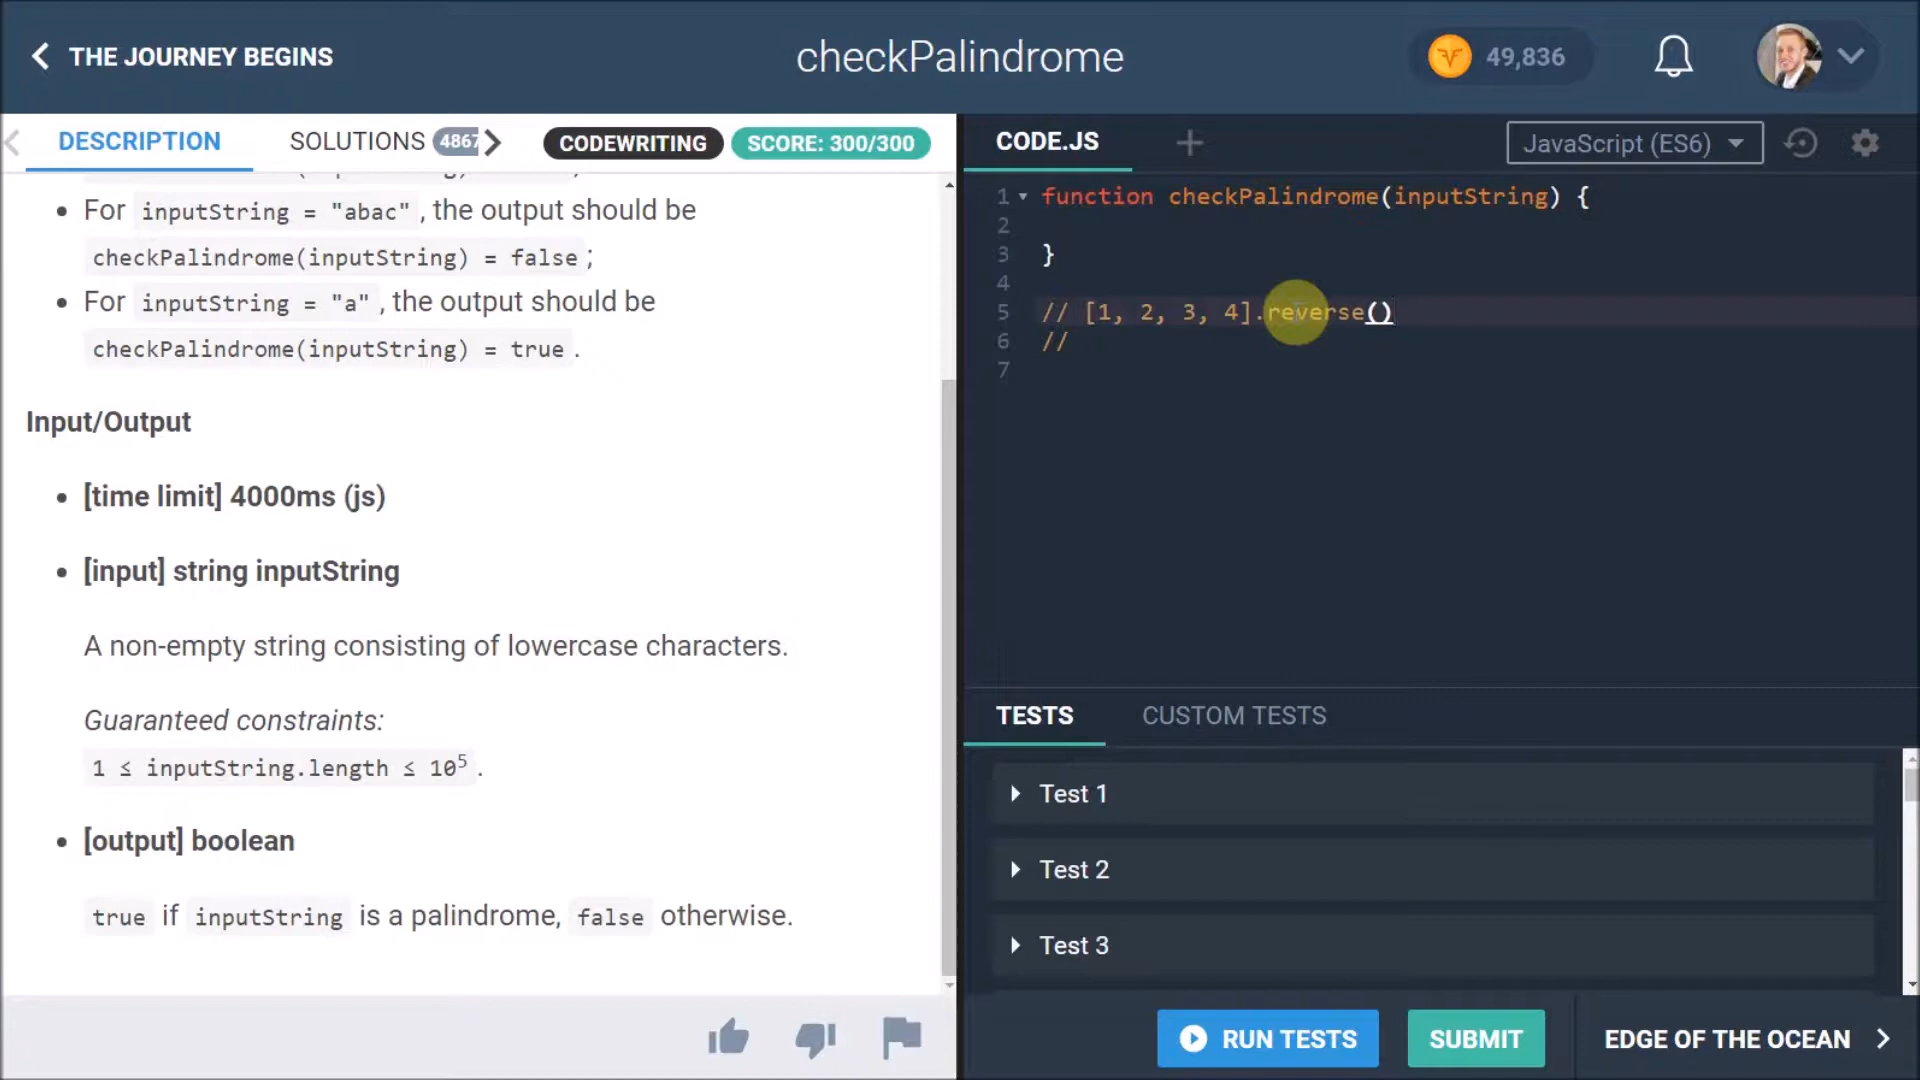 THE JOURNEY BEGINS
checkPalindrome
49,836
DESCRIPTION
SOLUTIONS 4867
CODEWRITING
SCORE: 300/300
For inputString = "abac", the output should be
checkPalindrome(inputString) = false;
For inputString = "a", the output should be
checkPalindrome(inputString) = true.
Input/Output
[time limit] 4000ms (js)
[input] string inputString
A non-empty string consisting of lowercase characters.
Guaranteed constraints:
1 ≤ inputString.length ≤ 10⁵.
[output] boolean
true if inputString is a palindrome, false otherwise.
CODE.JS
JavaScript (ES6)
1 function checkPalindrome(inputString) {
2
3 }
4
5 // [1, 2, 3, 4].reverse()
6 //
7
TESTS
CUSTOM TESTS
Test 1
Test 2
Test 3
RUN TESTS
SUBMIT
EDGE OF THE OCEAN